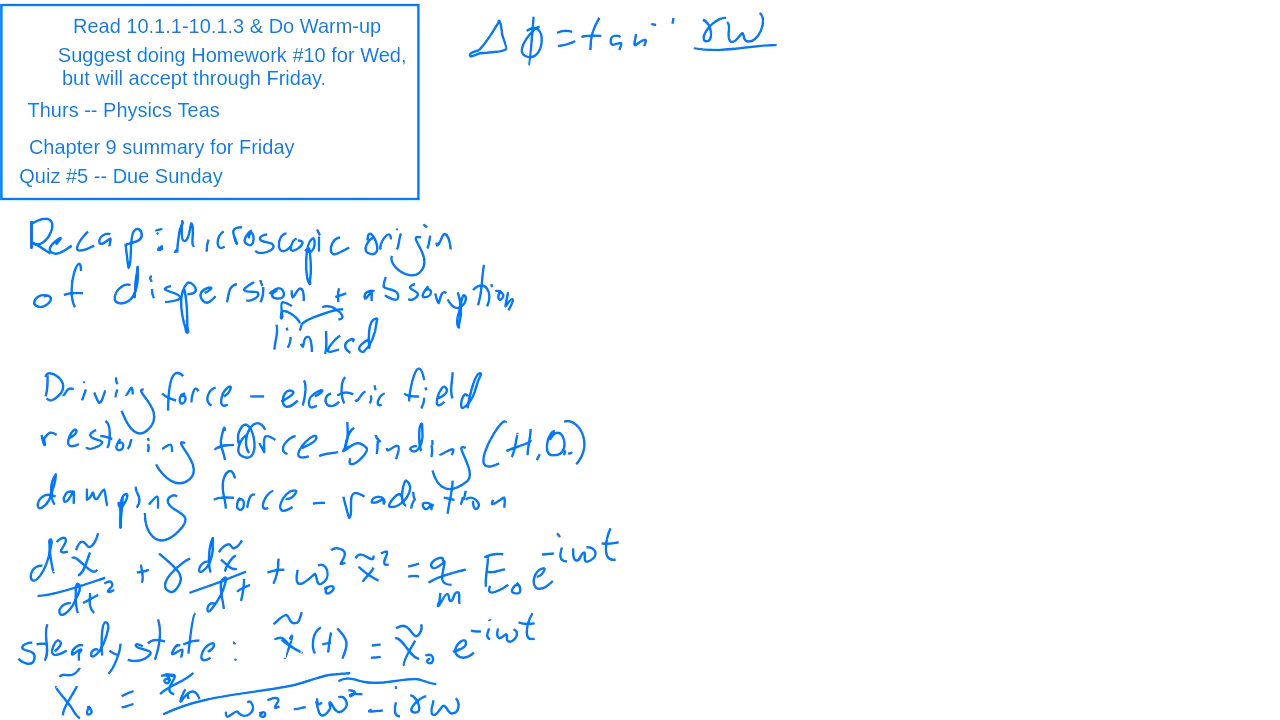 Read 10.1.1-10.1.3 & Do Warm-up
Suggest doing Homework #10 for Wed,
but will accept through Friday.
Thurs -- Physics Teas
Chapter 9 summary for Friday
Quiz #5 -- Due Sunday
Δϕ = tan⁻¹ γω
Recap: Microscopic origin
of dispersion + absorption
linked
Driving force - electric field
restoring force - binding (H.O.)
damping force - radiation
d²x̃/dt² + γ dx̃/dt + ω₀² x̃² = q/m E₀ e^{-iωt}
steady state: x̃(t) = x̃₀ e^{-iωt}
x̃₀ = q/m / ω₀² - ω² - iγω